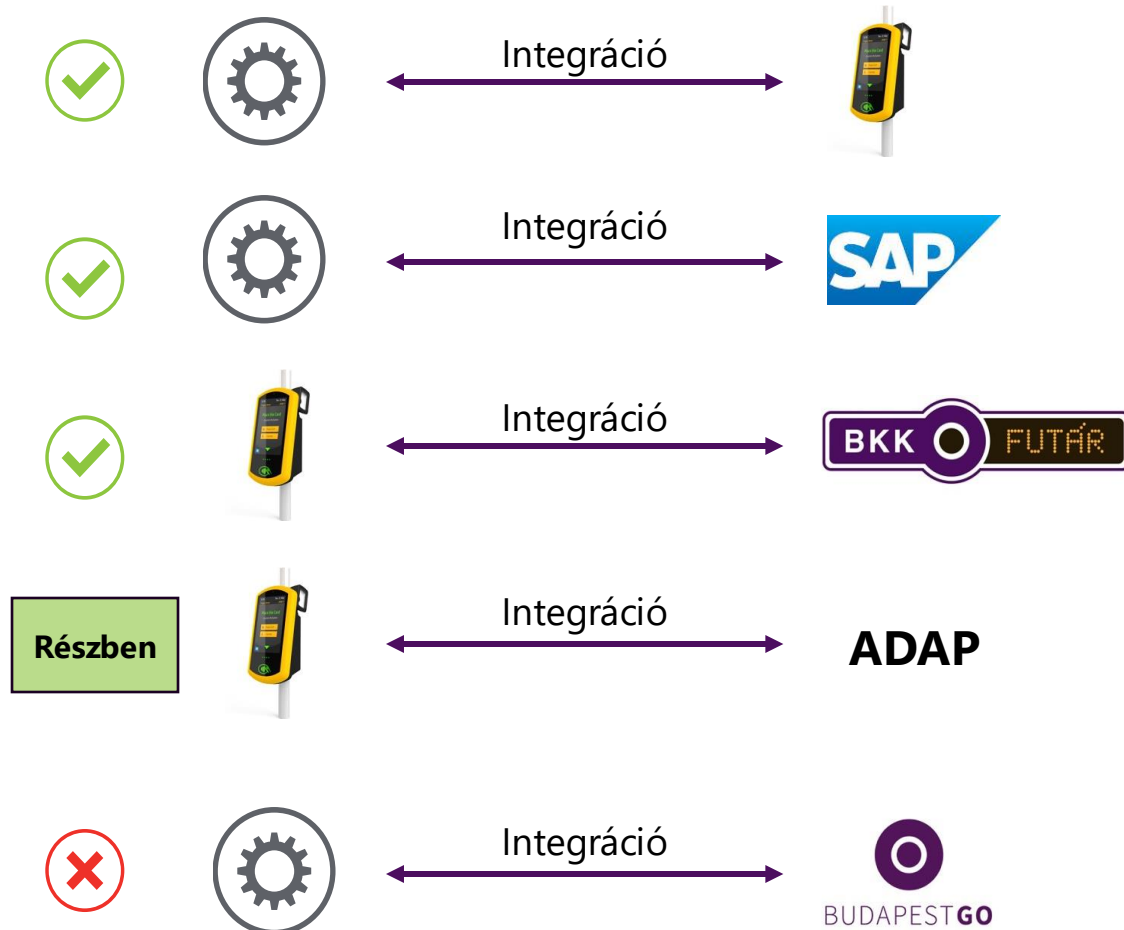 Integráció
Integráció
SAP
Integráció
BKK FUTÁR
Részben
Integráció
ADAP
Integráció
BUDAPESTGO